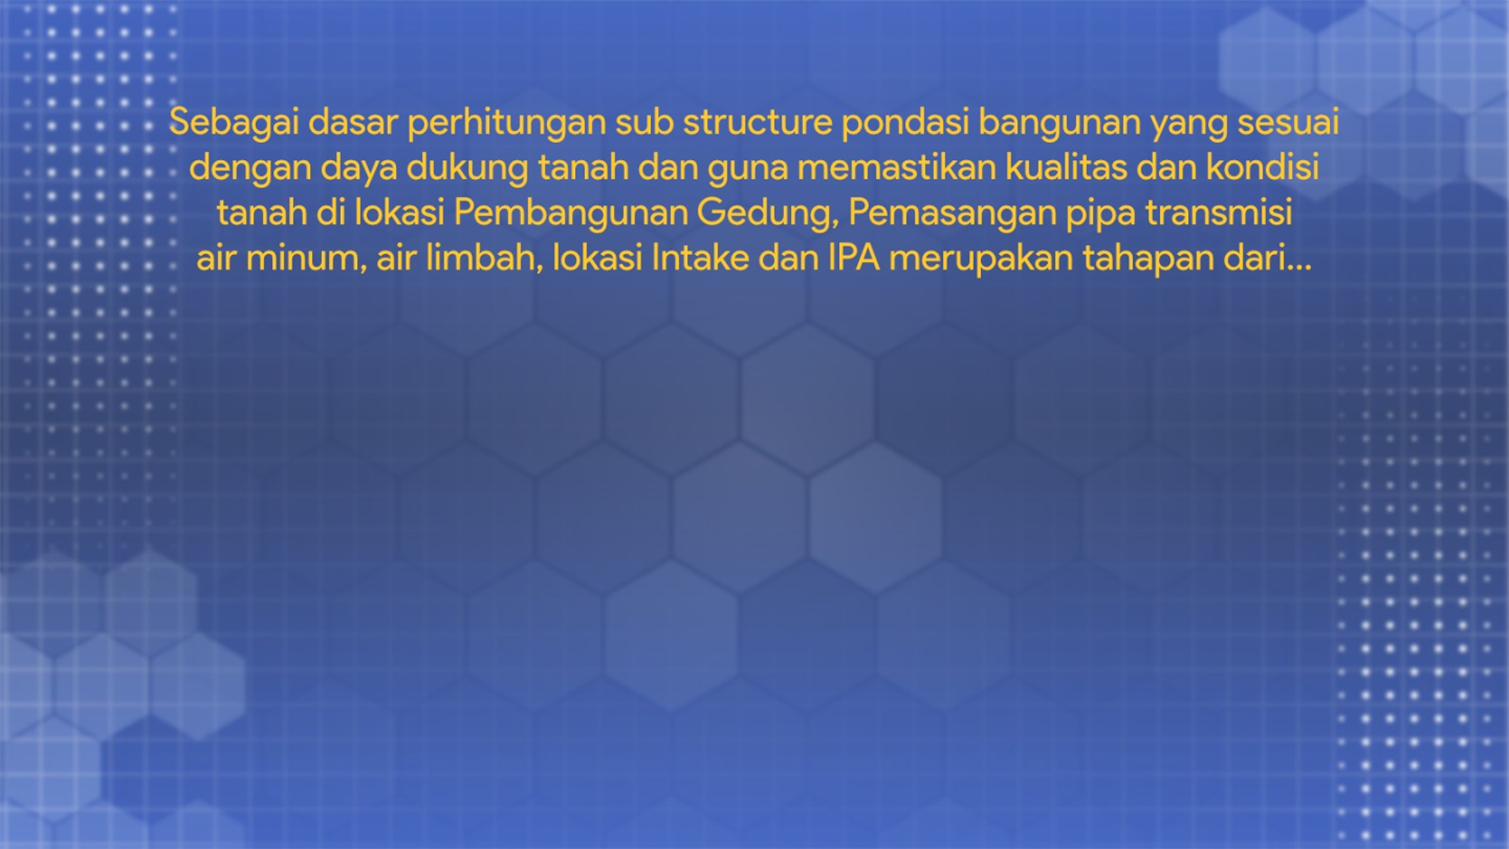 Sebagai dasar perhitungan sub structure pondasi bangunan yang sesuai
dengan daya dukung tanah dan guna memastikan kualitas dan kondisi
tanah di lokasi Pembangunan Gedung, Pemasangan pipa transmisi
air minum, air limbah, lokasi Intake dan IPA merupakan tahapan dari...